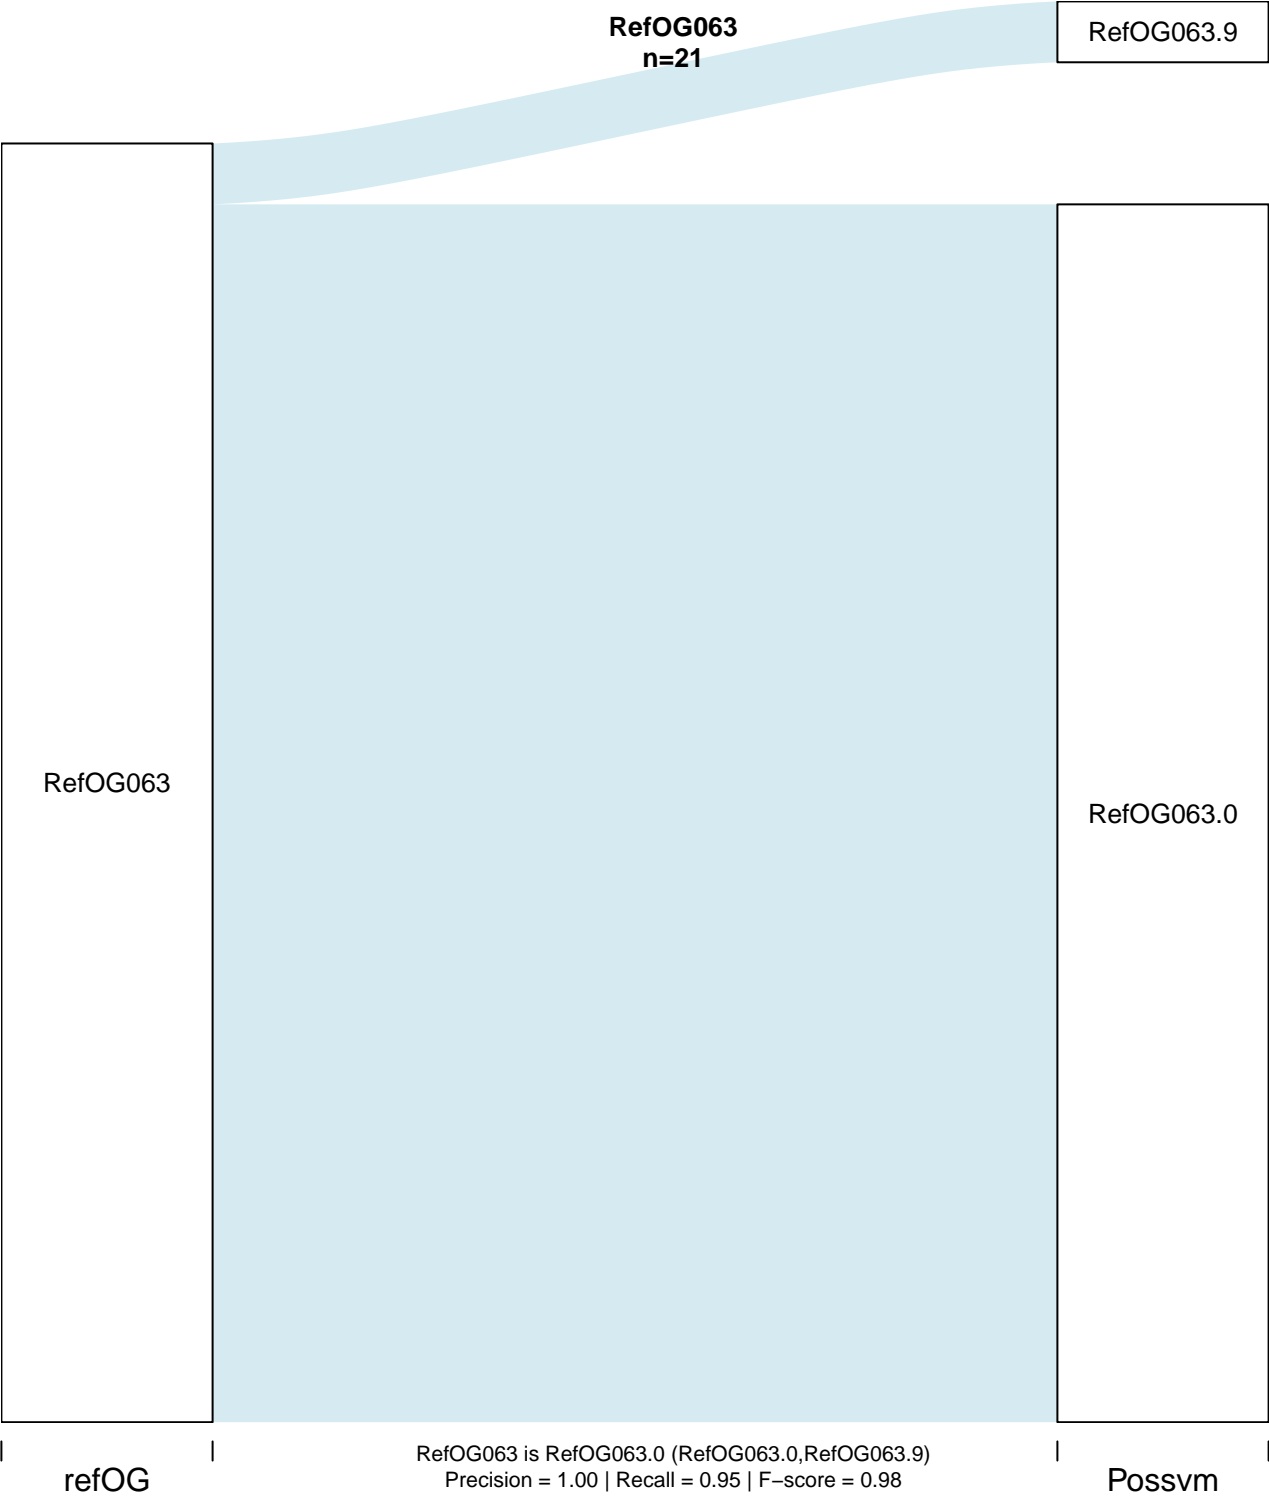 RefOG063
n=21
RefOG063.9
RefOG063
RefOG063.0
RefOG063 is RefOG063.0 (RefOG063.0,RefOG063.9)
Precision = 1.00 | Recall = 0.95 | F−score = 0.98
refOG
Possvm